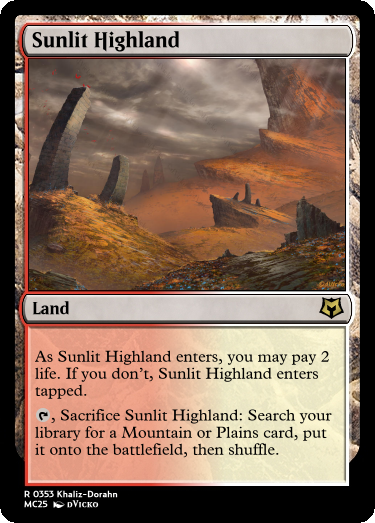 Sunlit Highland
Land
As Sunlit Highland enters, you may pay 2
life. If you don't, Sunlit Highland enters
tapped.
, Sacrifice Sunlit Highland: Search your
library for a Mountain or Plains card, put
it onto the battlefield, then shuffle.
R 0353 Khaliz-Dorahn
MC25 DVICKO